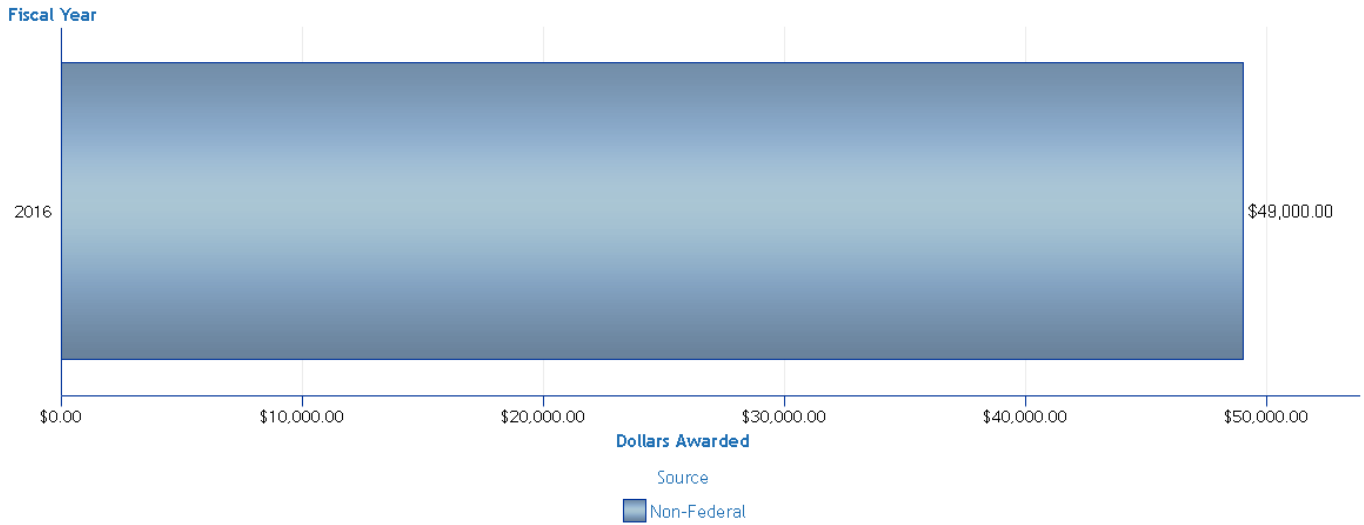 Fiscal Year
2016
$49,000.00
$0.00 $10,000.00 $20,000.00 $30,000.00 $40,000.00 $50,000.00
Dollars Awarded
Source
Non-Federal